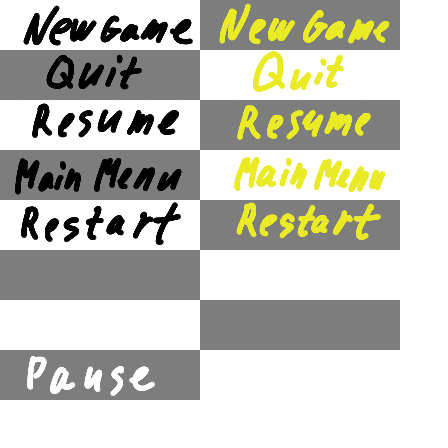 New Game New Game
Quit Quit
Resume Resume
Main Menu Main Menu
Restart Restart
Pause